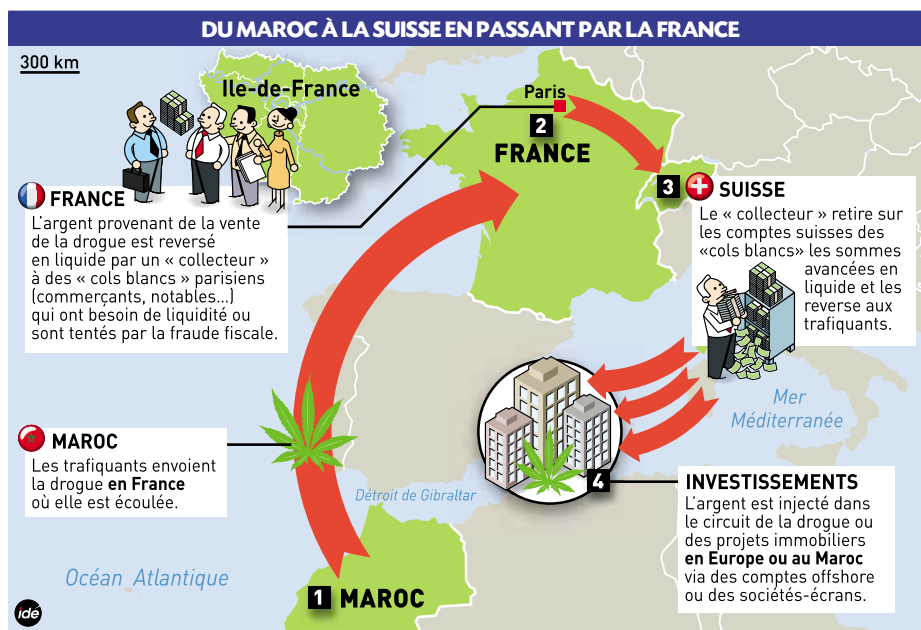 DU MAROC À LA SUISSE EN PASSANT PAR LA FRANCE
300 km
Ile-de-France
Paris
2
FRANCE
FRANCE
L'argent provenant de la vente
de la drogue est reversé
en liquide par un « collecteur »
à des « cols blancs » parisiens
(commerçants, notables...)
qui ont besoin de liquidité ou
sont tentés par la fraude fiscale.
3
SUISSE
Le « collecteur » retire sur
les comptes suisses des
«cols blancs» les sommes
avancées en
liquide et les
reverse aux
trafiquants.
Mer
Méditerranée
MAROC
Les trafiquants envoient
la drogue en France
où elle est écoulée.
Détroit de Gibraltar
4
INVESTISSEMENTS
L'argent est injecté dans
le circuit de la drogue ou
des projets immobiliers
en Europe ou au Maroc
via des comptes offshore
ou des sociétés-écrans.
Océan Atlantique
1 MAROC
idé